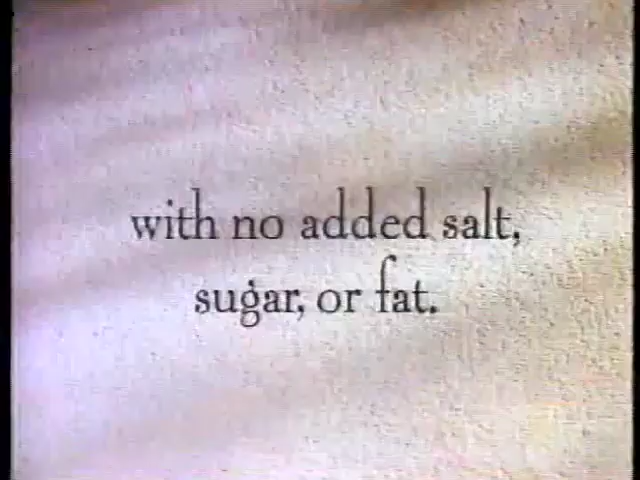 with no added salt,
sugar, or fat.